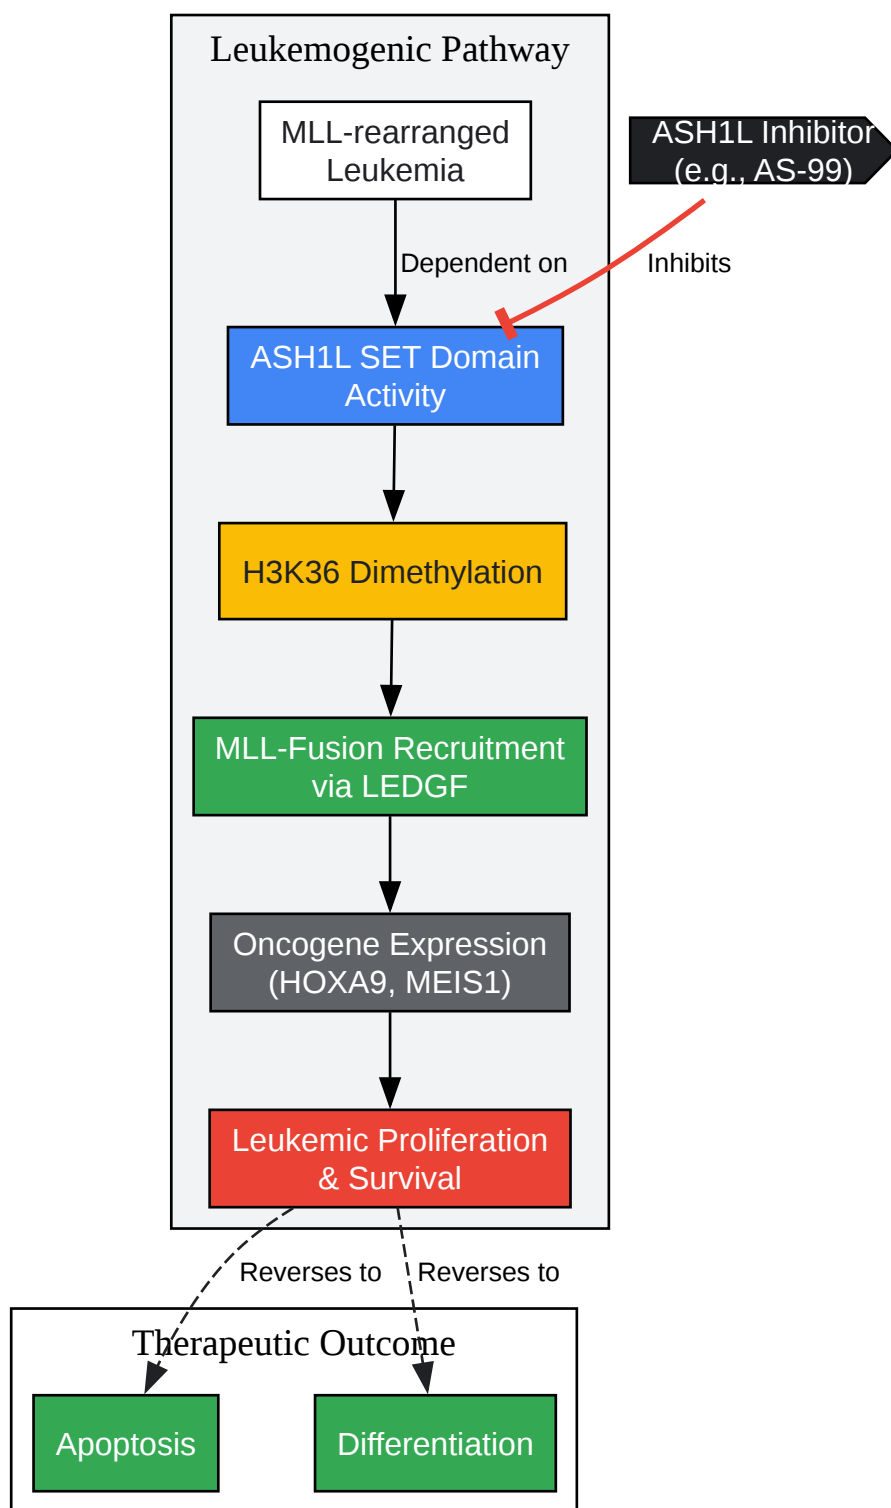 Leukemogenic Pathway
MLL-rearranged
Leukemia
ASH1L Inhibitor
(e.g., AS-99)
Dependent on
Inhibits
ASH1L SET Domain
Activity
H3K36 Dimethylation
MLL-Fusion Recruitment
via LEDGF
Oncogene Expression
(HOXA9, MEIS1)
Leukemic Proliferation
& Survival
Reverses to
Reverses to
Therapeutic Outcome
Apoptosis
Differentiation